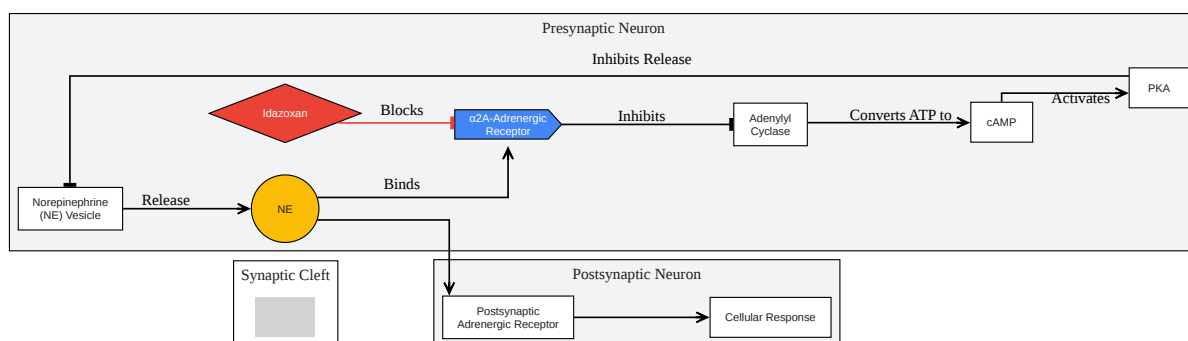 Presynaptic Neuron
Inhibits Release
PKA
Idazoxan
Blocks
α2A-Adrenergic
Receptor
Inhibits
Adenylyl
Cyclase
Converts ATP to
cAMP
Activates
Norepinephrine
(NE) Vesicle
Release
NE
Binds
Synaptic Cleft
Postsynaptic Neuron
Postsynaptic
Adrenergic Receptor
Cellular Response